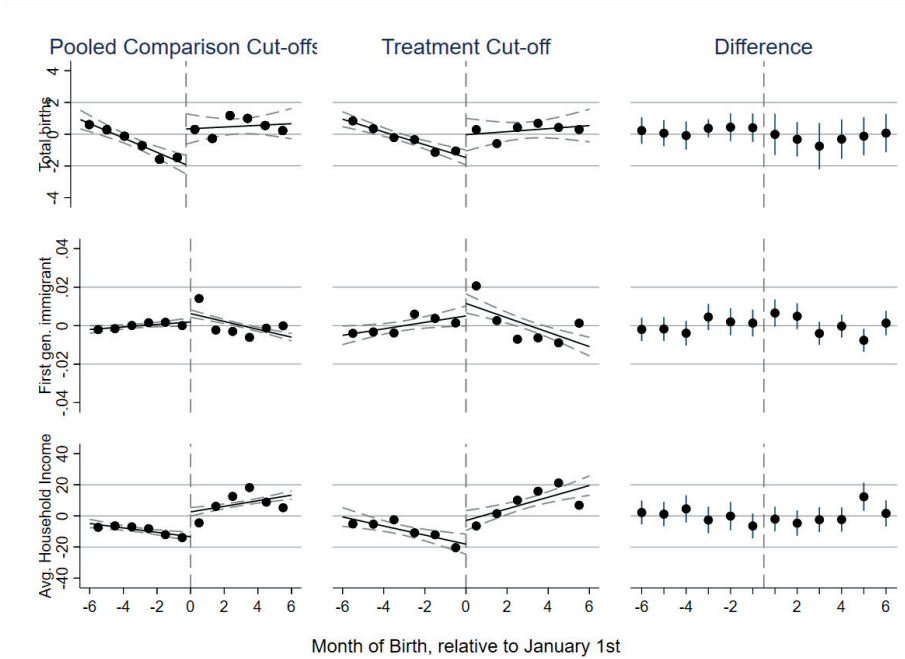 Pooled Comparison Cut-offs
Treatment Cut-off
Difference
Total births
4
2
0
-2
-4
First gen. immigrant
.04
.02
0
-.02
-.04
Avg. Household Income
40
20
0
-20
-40
-6 -4 -2 0 2 4 6
-6 -4 -2 0 2 4 6
-6 -4 -2 2 4 6
Month of Birth, relative to January 1st